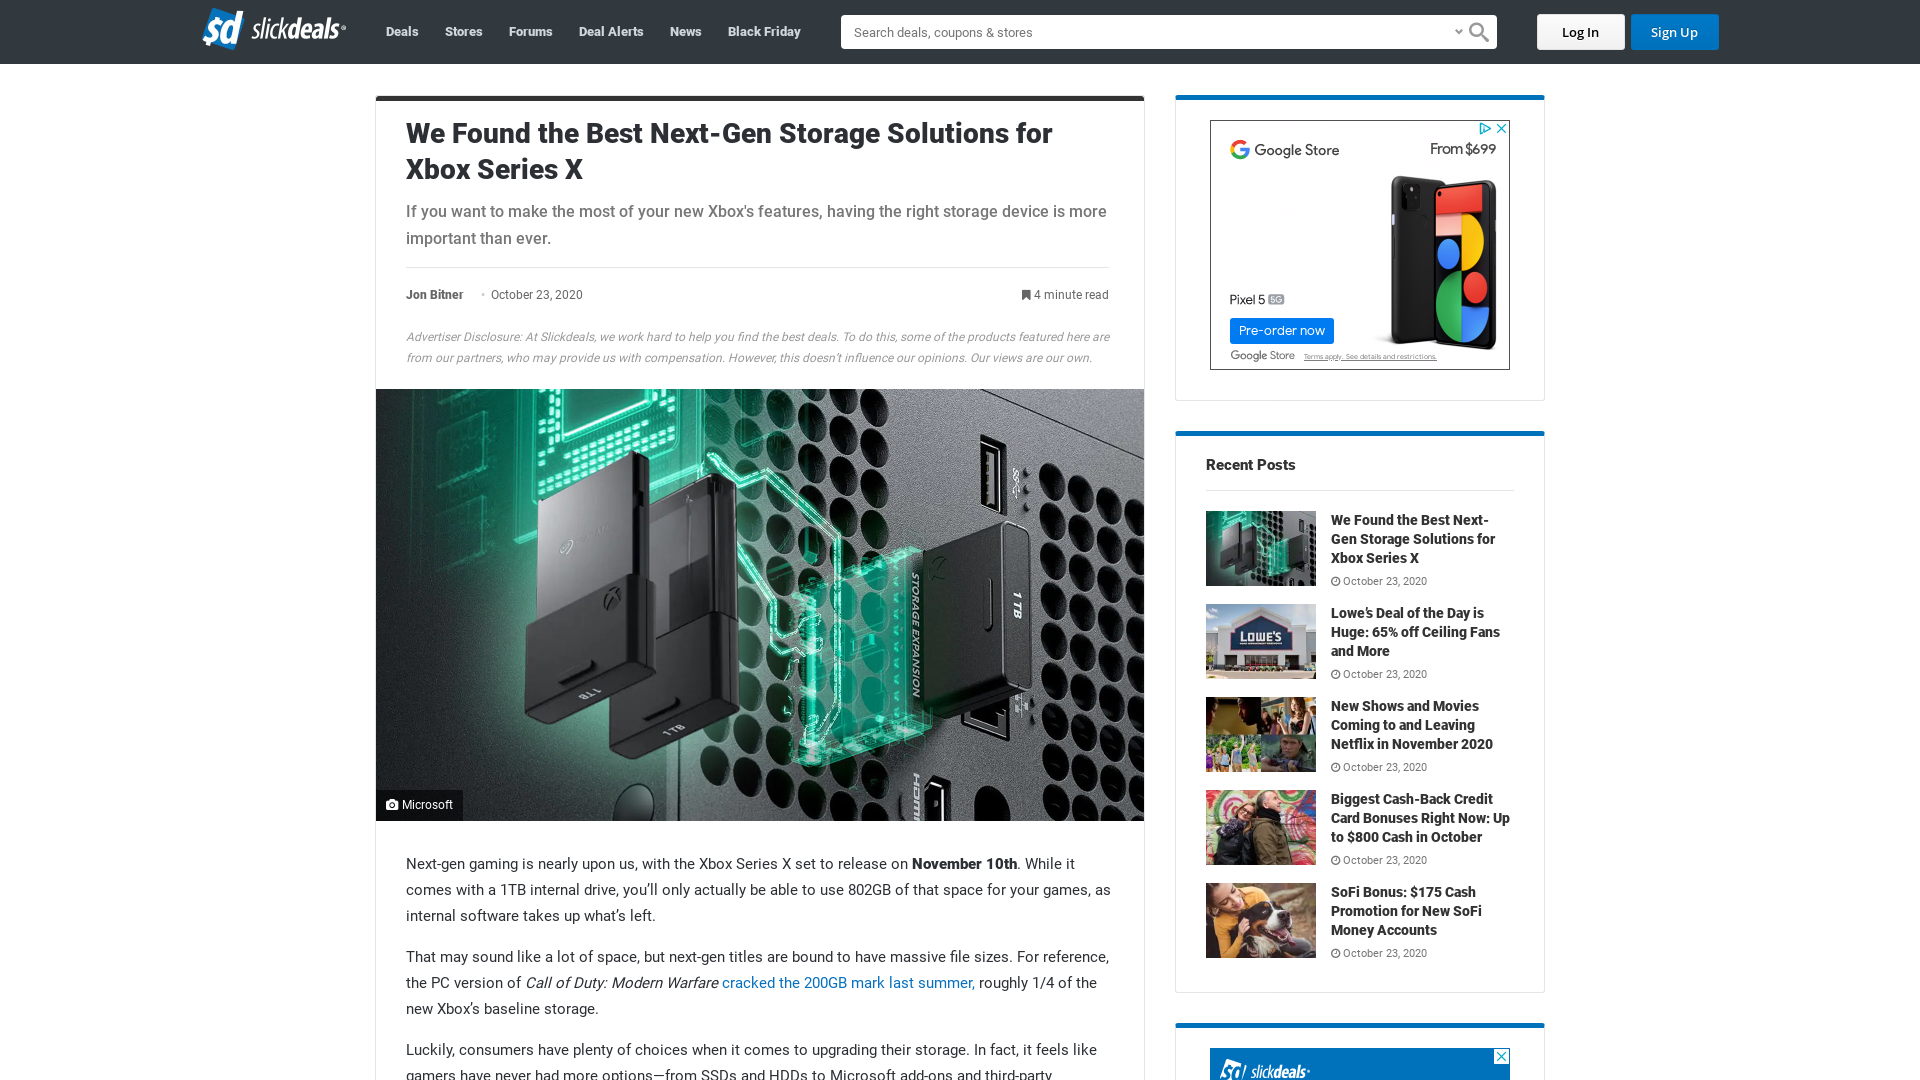 sd slickdeals
Deals
Stores
Forums
Deal Alerts
News
Black Friday
Search deals, coupons & stores
Log In
Sign Up
We Found the Best Next-Gen Storage Solutions for
Xbox Series X
If you want to make the most of your new Xbox's features, having the right storage device is more
important than ever.
Jon Bitner • October 23, 2020
4 minute read
Advertiser Disclosure: At Slickdeals, we work hard to help you find the best deals. To do this, some of the products featured here are
from our partners, who may provide us with compensation. However, this doesn’t influence our opinions. Our views are our own.
STORAGE EXPANSION
1 TB
1 TB
1 TB
HDMI
Microsoft
Next-gen gaming is nearly upon us, with the Xbox Series X set to release on November 10th. While it
comes with a 1TB internal drive, you’ll only actually be able to use 802GB of that space for your games, as
internal software takes up what’s left.
That may sound like a lot of space, but next-gen titles are bound to have massive file sizes. For reference,
the PC version of Call of Duty: Modern Warfare cracked the 200GB mark last summer, roughly 1/4 of the
new Xbox’s baseline storage.
Luckily, consumers have plenty of choices when it comes to upgrading their storage. In fact, it feels like
gamers have never had more options—from SSDs and HDDs to Microsoft add-ons and third-party
Google Store
From $699
Pixel 5 5G
Pre-order now
Google Store
Terms apply. See details and restrictions.
Recent Posts
We Found the Best Next-
Gen Storage Solutions for
Xbox Series X
October 23, 2020
LOWE'S
Lowe’s Deal of the Day is
Huge: 65% off Ceiling Fans
and More
October 23, 2020
New Shows and Movies
Coming to and Leaving
Netflix in November 2020
October 23, 2020
Biggest Cash-Back Credit
Card Bonuses Right Now: Up
to $800 Cash in October
October 23, 2020
SoFi Bonus: $175 Cash
Promotion for New SoFi
Money Accounts
October 23, 2020
sd slickdeals